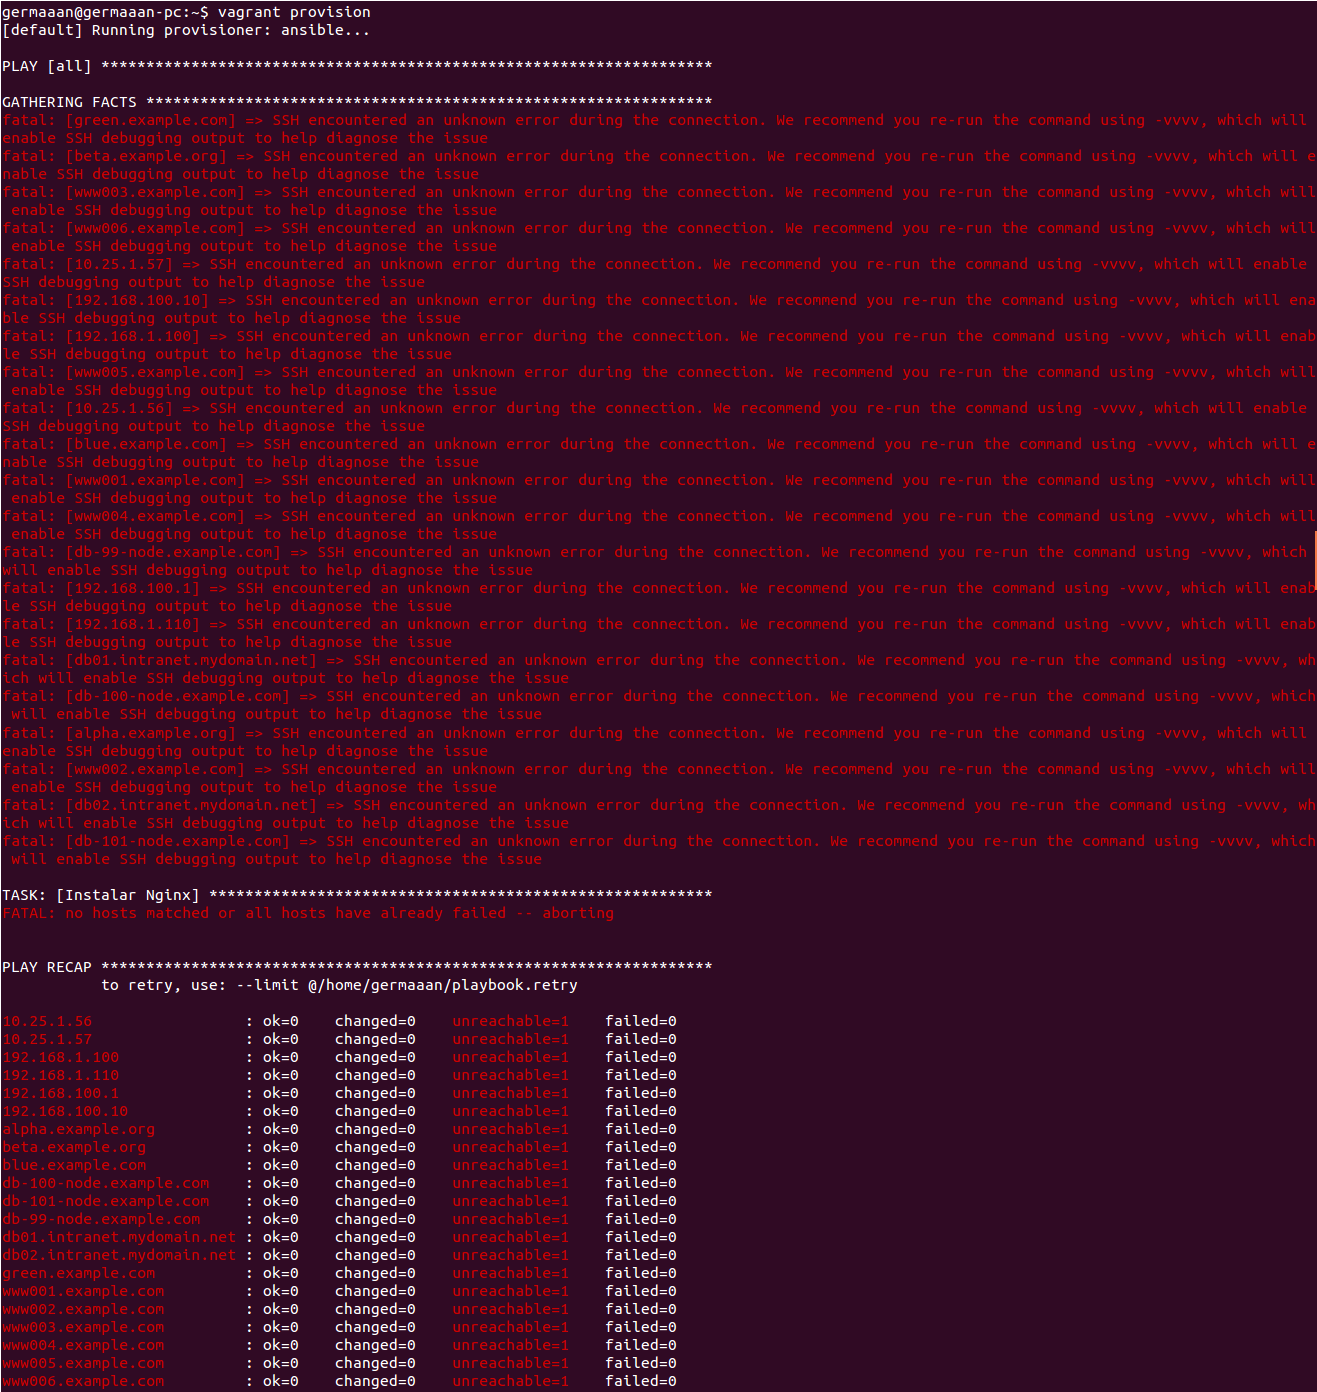 germaaan@germaaan-pc:~$ vagrant provision
[default] Running provisioner: ansible...
PLAY [all] ********************************************************************
GATHERING FACTS ***************************************************************
fatal: [green.example.com] => SSH encountered an unknown error during the connection. We recommend you re-run the command using -vvvv, which will
enable SSH debugging output to help diagnose the issue
fatal: [beta.example.org] => SSH encountered an unknown error during the connection. We recommend you re-run the command using -vvvv, which will e
nable SSH debugging output to help diagnose the issue
fatal: [www003.example.com] => SSH encountered an unknown error during the connection. We recommend you re-run the command using -vvvv, which will
 enable SSH debugging output to help diagnose the issue
fatal: [www006.example.com] => SSH encountered an unknown error during the connection. We recommend you re-run the command using -vvvv, which will
 enable SSH debugging output to help diagnose the issue
fatal: [10.25.1.57] => SSH encountered an unknown error during the connection. We recommend you re-run the command using -vvvv, which will enable
SSH debugging output to help diagnose the issue
fatal: [192.168.100.10] => SSH encountered an unknown error during the connection. We recommend you re-run the command using -vvvv, which will ena
ble SSH debugging output to help diagnose the issue
fatal: [192.168.1.100] => SSH encountered an unknown error during the connection. We recommend you re-run the command using -vvvv, which will enab
le SSH debugging output to help diagnose the issue
fatal: [www005.example.com] => SSH encountered an unknown error during the connection. We recommend you re-run the command using -vvvv, which will
 enable SSH debugging output to help diagnose the issue
fatal: [10.25.1.56] => SSH encountered an unknown error during the connection. We recommend you re-run the command using -vvvv, which will enable
SSH debugging output to help diagnose the issue
fatal: [blue.example.com] => SSH encountered an unknown error during the connection. We recommend you re-run the command using -vvvv, which will e
nable SSH debugging output to help diagnose the issue
fatal: [www001.example.com] => SSH encountered an unknown error during the connection. We recommend you re-run the command using -vvvv, which will
 enable SSH debugging output to help diagnose the issue
fatal: [www004.example.com] => SSH encountered an unknown error during the connection. We recommend you re-run the command using -vvvv, which will
 enable SSH debugging output to help diagnose the issue
fatal: [db-99-node.example.com] => SSH encountered an unknown error during the connection. We recommend you re-run the command using -vvvv, which
will enable SSH debugging output to help diagnose the issue
fatal: [192.168.100.1] => SSH encountered an unknown error during the connection. We recommend you re-run the command using -vvvv, which will enab
le SSH debugging output to help diagnose the issue
fatal: [192.168.1.110] => SSH encountered an unknown error during the connection. We recommend you re-run the command using -vvvv, which will enab
le SSH debugging output to help diagnose the issue
fatal: [db01.intranet.mydomain.net] => SSH encountered an unknown error during the connection. We recommend you re-run the command using -vvvv, wh
ich will enable SSH debugging output to help diagnose the issue
fatal: [db-100-node.example.com] => SSH encountered an unknown error during the connection. We recommend you re-run the command using -vvvv, which
 will enable SSH debugging output to help diagnose the issue
fatal: [alpha.example.org] => SSH encountered an unknown error during the connection. We recommend you re-run the command using -vvvv, which will
enable SSH debugging output to help diagnose the issue
fatal: [www002.example.com] => SSH encountered an unknown error during the connection. We recommend you re-run the command using -vvvv, which will
 enable SSH debugging output to help diagnose the issue
fatal: [db02.intranet.mydomain.net] => SSH encountered an unknown error during the connection. We recommend you re-run the command using -vvvv, wh
ich will enable SSH debugging output to help diagnose the issue
fatal: [db-101-node.example.com] => SSH encountered an unknown error during the connection. We recommend you re-run the command using -vvvv, which
 will enable SSH debugging output to help diagnose the issue
TASK: [Instalar Nginx] ********************************************************
FATAL: no hosts matched or all hosts have already failed -- aborting
PLAY RECAP ********************************************************************
           to retry, use: --limit @/home/germaaan/playbook.retry
10.25.1.56                 : ok=0    changed=0    unreachable=1    failed=0
10.25.1.57                 : ok=0    changed=0    unreachable=1    failed=0
192.168.1.100              : ok=0    changed=0    unreachable=1    failed=0
192.168.1.110              : ok=0    changed=0    unreachable=1    failed=0
192.168.100.1              : ok=0    changed=0    unreachable=1    failed=0
192.168.100.10             : ok=0    changed=0    unreachable=1    failed=0
alpha.example.org          : ok=0    changed=0    unreachable=1    failed=0
beta.example.org           : ok=0    changed=0    unreachable=1    failed=0
blue.example.com           : ok=0    changed=0    unreachable=1    failed=0
db-100-node.example.com    : ok=0    changed=0    unreachable=1    failed=0
db-101-node.example.com    : ok=0    changed=0    unreachable=1    failed=0
db-99-node.example.com     : ok=0    changed=0    unreachable=1    failed=0
db01.intranet.mydomain.net : ok=0    changed=0    unreachable=1    failed=0
db02.intranet.mydomain.net : ok=0    changed=0    unreachable=1    failed=0
green.example.com          : ok=0    changed=0    unreachable=1    failed=0
www001.example.com         : ok=0    changed=0    unreachable=1    failed=0
www002.example.com         : ok=0    changed=0    unreachable=1    failed=0
www003.example.com         : ok=0    changed=0    unreachable=1    failed=0
www004.example.com         : ok=0    changed=0    unreachable=1    failed=0
www005.example.com         : ok=0    changed=0    unreachable=1    failed=0
www006.example.com         : ok=0    changed=0    unreachable=1    failed=0